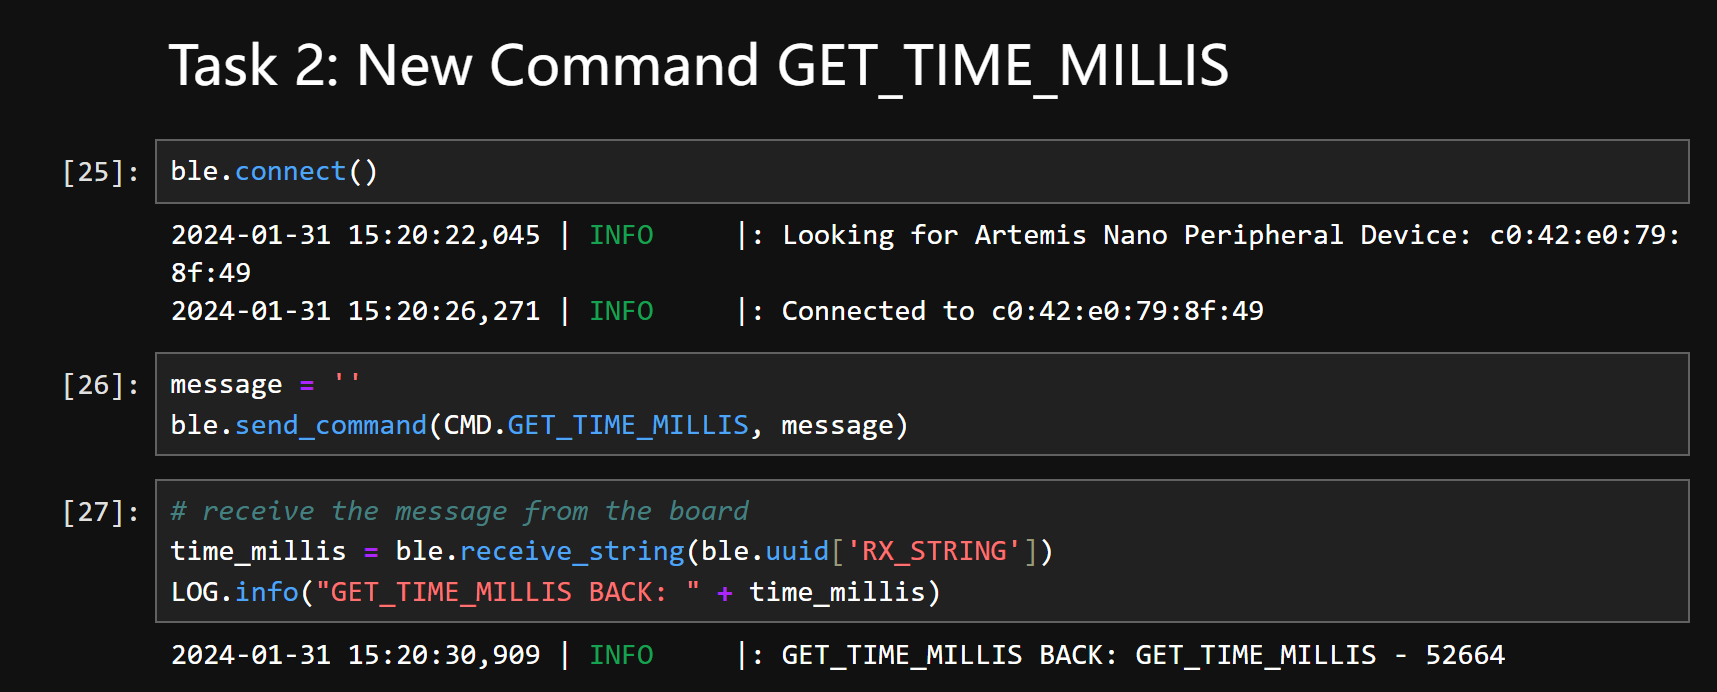 Task 2: New Command GET_TIME_MILLIS
[25]: ble.connect()
2024-01-31 15:20:22,045 | INFO     |: Looking for Artemis Nano Peripheral Device: c0:42:e0:79:
8f:49
2024-01-31 15:20:26,271 | INFO     |: Connected to c0:42:e0:79:8f:49
[26]: message = ''
ble.send_command(CMD.GET_TIME_MILLIS, message)
[27]: # receive the message from the board
time_millis = ble.receive_string(ble.uuid['RX_STRING'])
LOG.info("GET_TIME_MILLIS BACK: " + time_millis)
2024-01-31 15:20:30,909 | INFO     |: GET_TIME_MILLIS BACK: GET_TIME_MILLIS - 52664